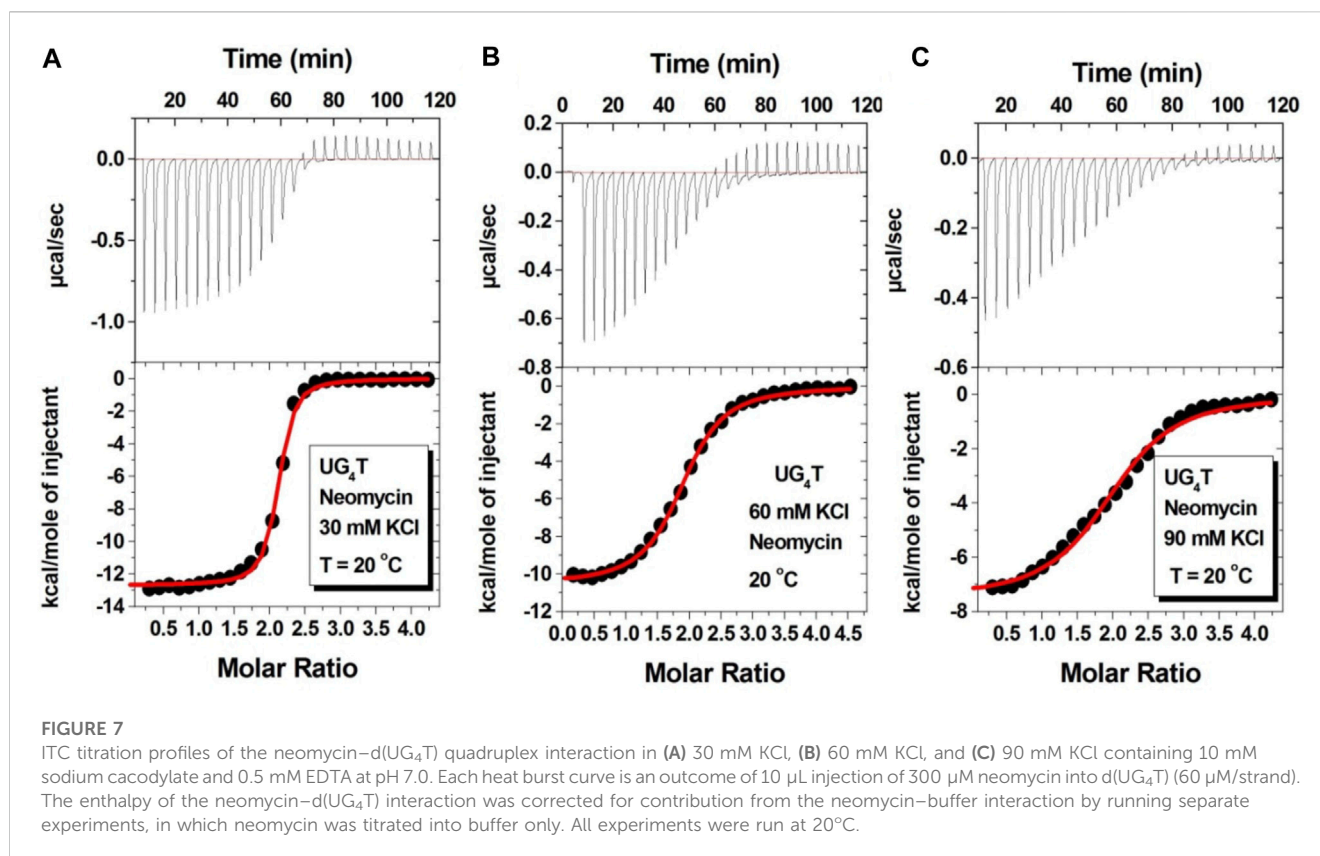 A
Time (min)
20 40 60 80 100 120
0.0
-0.5
-1.0
µcal/sec
0
-2
-4
-6
-8
-10
-12
-14
kcal/mole of injectant
UG4T
Neomycin
30 mM KCl
T = 20 °C
0.5 1.0 1.5 2.0 2.5 3.0 3.5 4.0
Molar Ratio
B
Time (min)
0 20 40 60 80 100 120
0.2
0.0
-0.2
-0.4
-0.6
-0.8
µcal/sec
0
-2
-4
-6
-8
-10
-12
kcal/mole of injectant
UG4T
60 mM KCl
Neomycin
20 °C
0.0 0.5 1.0 1.5 2.0 2.5 3.0 3.5 4.0 4.5
Molar Ratio
C
Time (min)
20 40 60 80 100 120
0.0
-0.2
-0.4
-0.6
µcal/sec
0
-2
-4
-6
-8
kcal/mole of injectant
UG4T
Neomycin
90 mM KCl
T = 20 °C
0.5 1.0 1.5 2.0 2.5 3.0 3.5 4.0
Molar Ratio
FIGURE 7
ITC titration profiles of the neomycin–d(UG4T) quadruplex interaction in (A) 30 mM KCl, (B) 60 mM KCl, and (C) 90 mM KCl containing 10 mM
sodium cacodylate and 0.5 mM EDTA at pH 7.0. Each heat burst curve is an outcome of 10 µL injection of 300 µM neomycin into d(UG4T) (60 µM/strand).
The enthalpy of the neomycin–d(UG4T) interaction was corrected for contribution from the neomycin–buffer interaction by running separate
experiments, in which neomycin was titrated into buffer only. All experiments were run at 20°C.